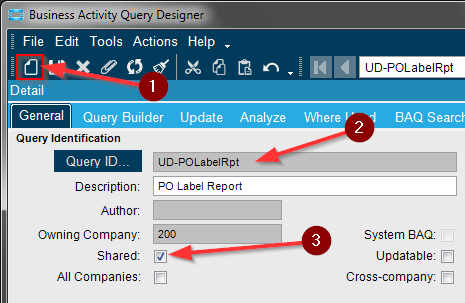 Business Activity Query Designer
File Edit Tools Actions Help
UD-POLabelRpt
Detail
1
General Query Builder Update Analyze Where Used BAQ Search
2
Query Identification
Query ID... UD-POLabelRpt
Description: PO Label Report
Author:
Owning Company: 200 System BAQ:
3
Shared: Updatable:
All Companies: Cross-company: